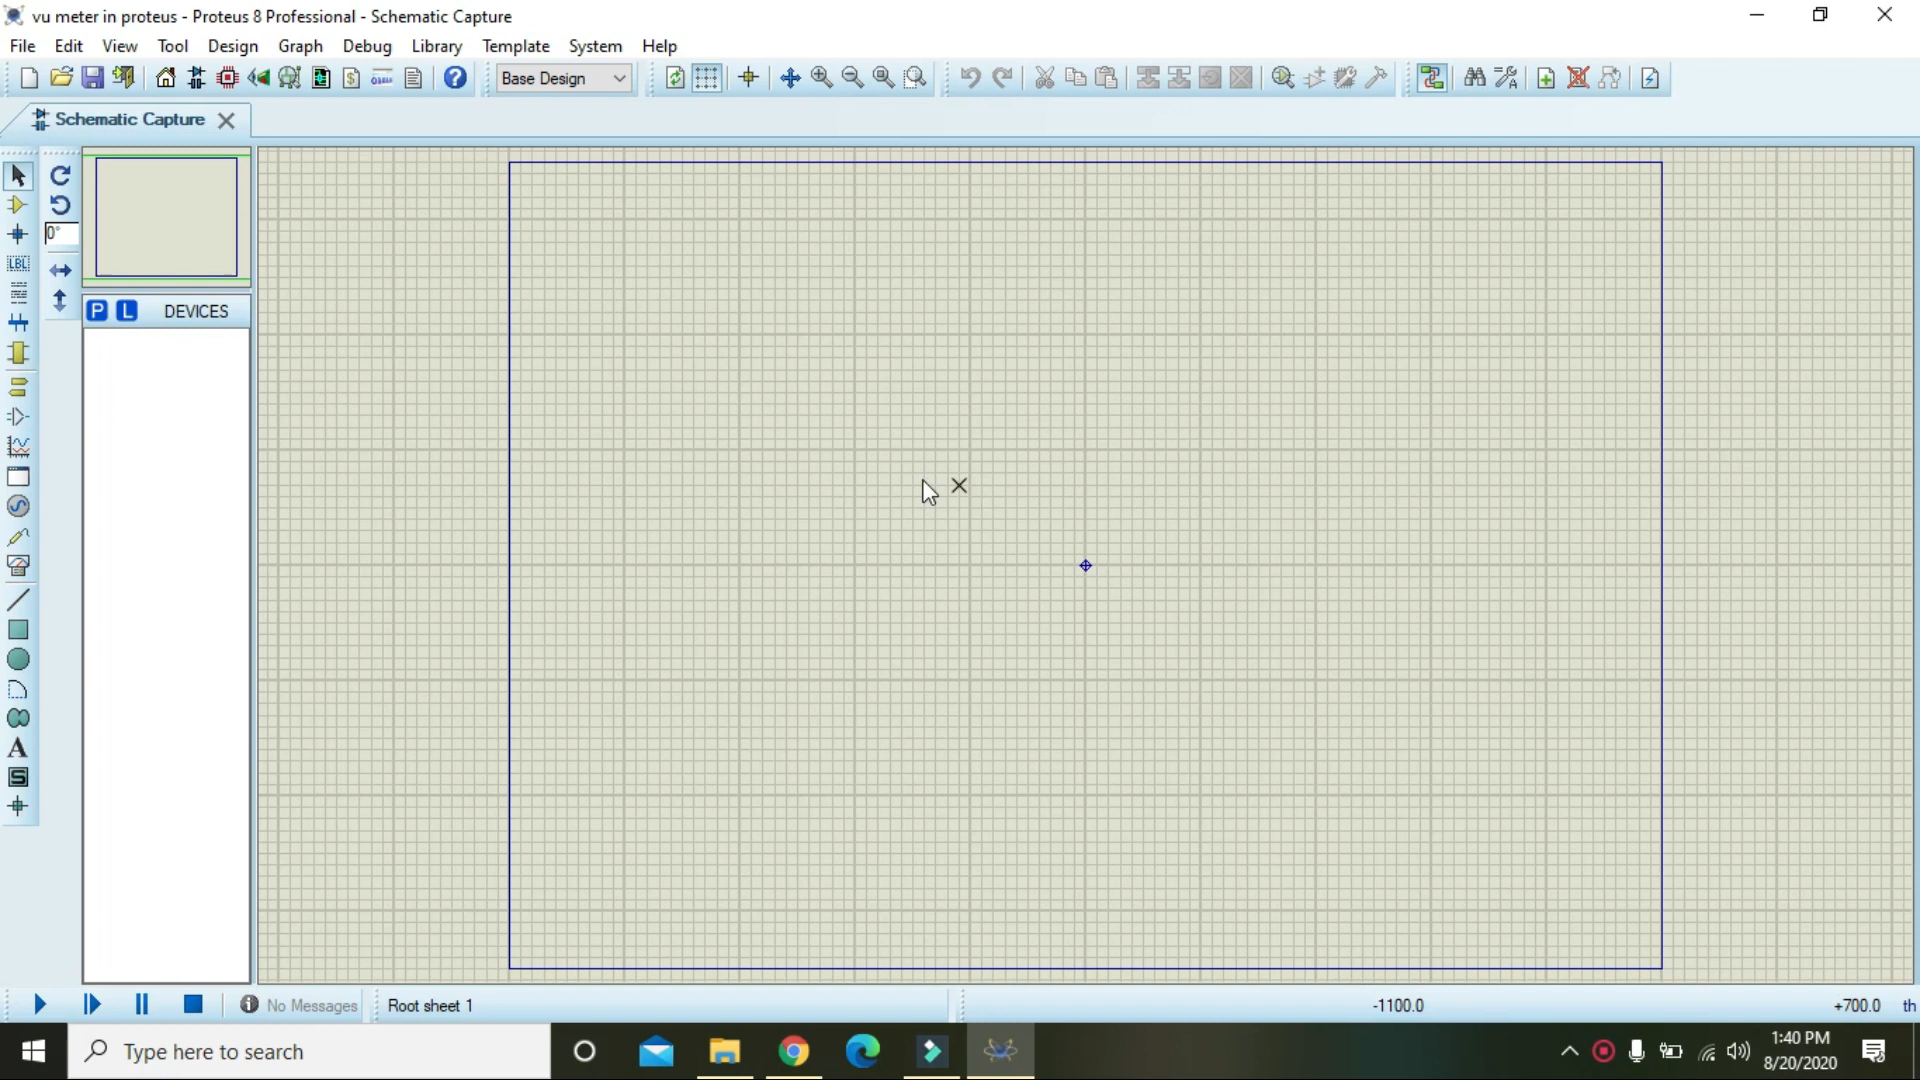 vu meter in proteus - Proteus 8 Professional - Schematic Capture
File Edit View Tool Design Graph Debug Library Template System Help
Base Design
Schematic Capture
0°
LBL
P L DEVICES
A
S
No Messages
Root sheet 1
-1100.0
+700.0
th
Type here to search
1:40 PM
8/20/2020